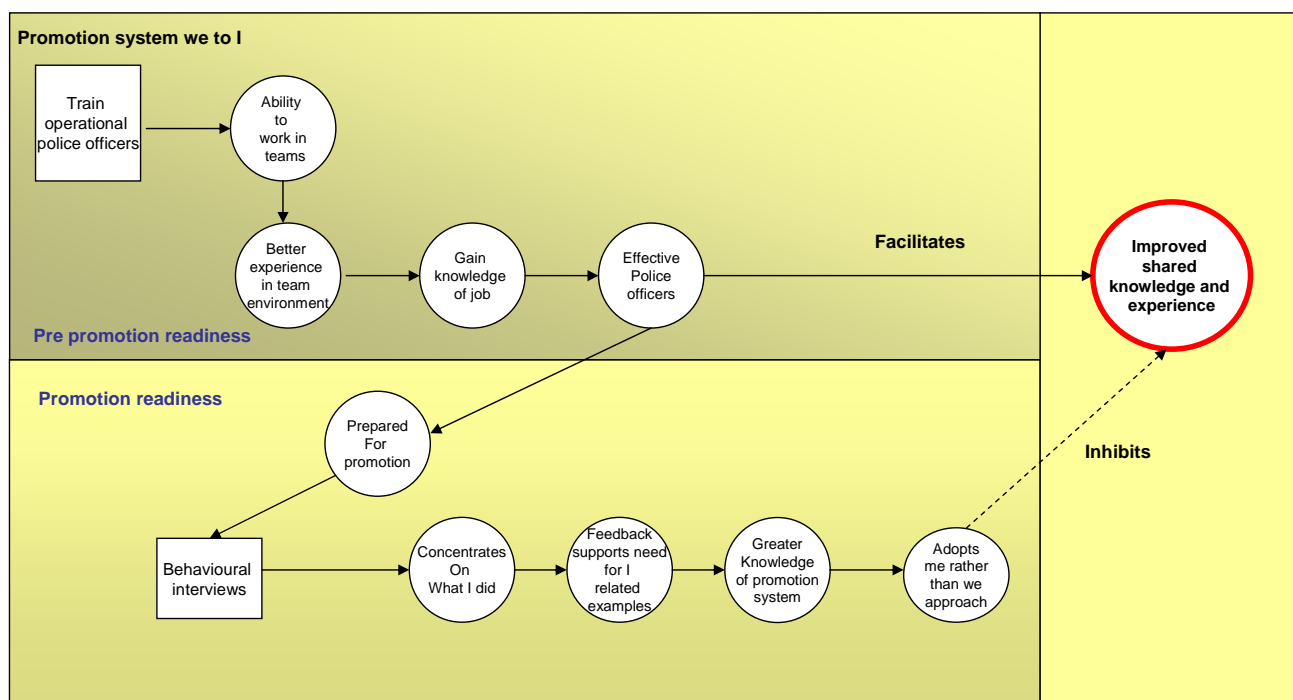 Promotion system we to I
Train
operational
police officers
Ability
to
work in
teams
Better
experience
in team
environment
Gain
knowledge
of job
Effective
Police
officers
Facilitates
Improved
shared
knowledge and
experience
Pre promotion readiness
Promotion readiness
Prepared
For
promotion
Inhibits
Behavioural
interviews
Concentrates
On
What I did
Feedback
supports need
for I
related
examples
Greater
Knowledge
of promotion
system
Adopts
me rather
than we
approach